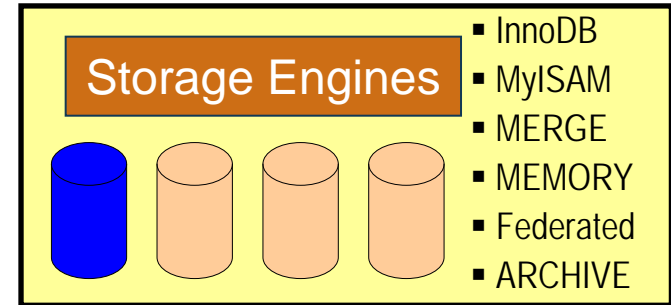 Storage Engines
▪ InnoDB
▪ MyISAM
▪ MERGE
▪ MEMORY
▪ Federated
▪ ARCHIVE